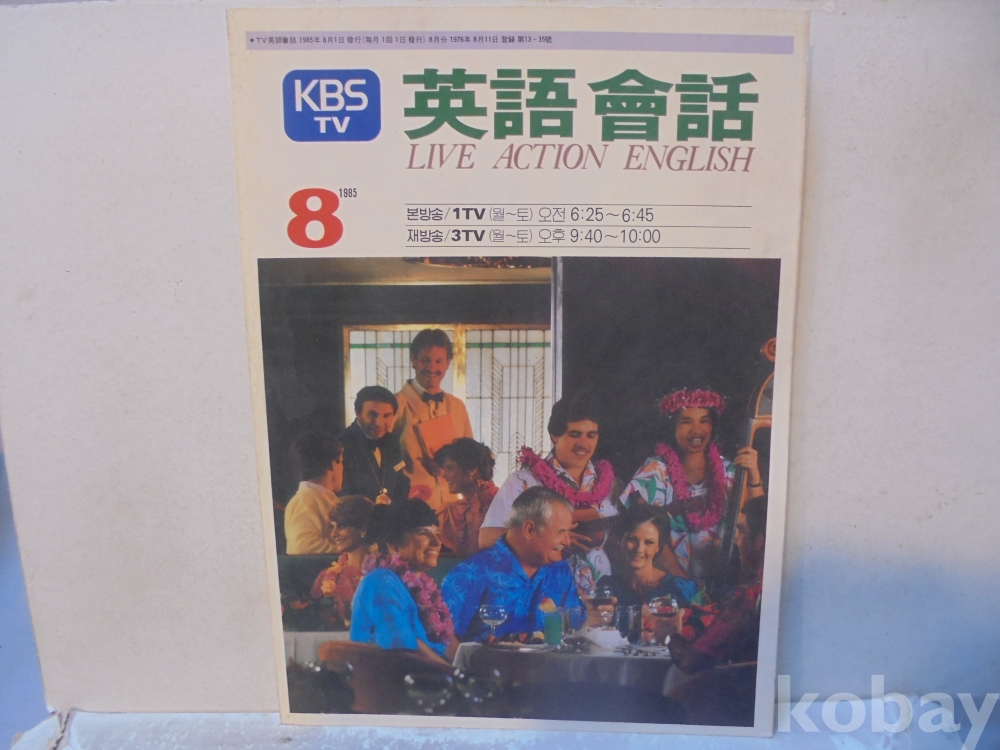 ★TV英語會話 1985年 8月1日 發行(每月 1回 1日 發行) 8月分 1976年 8月11日 登錄 第13-35號
KBS
TV
英語 會話
LIVE ACTION ENGLISH
8
1985
본방송/1TV (월~토) 오전 6:25~6:45
재방송/3TV (월~토) 오후 9:40~10:00
kobay